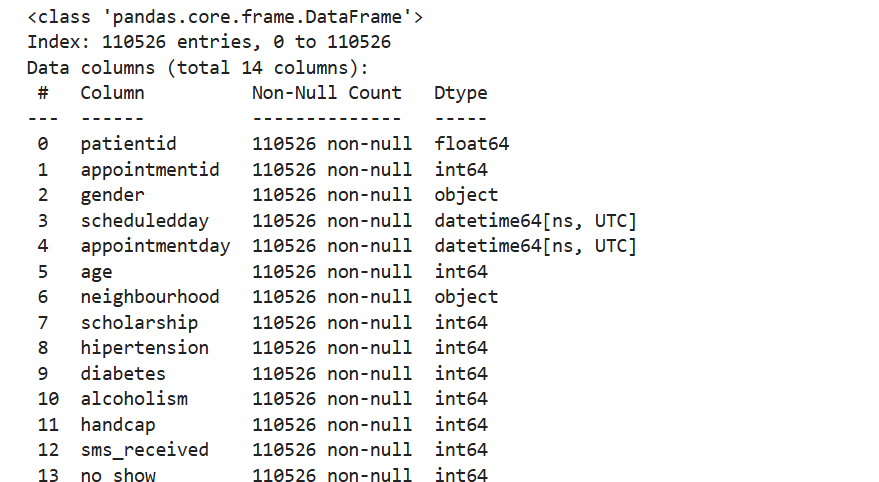 <class 'pandas.core.frame.DataFrame'>
Index: 110526 entries, 0 to 110526
Data columns (total 14 columns):
 #   Column          Non-Null Count   Dtype
---  ------          --------------   -----
 0   patientid       110526 non-null  float64
 1   appointmentid   110526 non-null  int64
 2   gender          110526 non-null  object
 3   scheduledday    110526 non-null  datetime64[ns, UTC]
 4   appointmentday  110526 non-null  datetime64[ns, UTC]
 5   age             110526 non-null  int64
 6   neighbourhood   110526 non-null  object
 7   scholarship     110526 non-null  int64
 8   hipertension    110526 non-null  int64
 9   diabetes        110526 non-null  int64
 10  alcoholism      110526 non-null  int64
 11  handcap         110526 non-null  int64
 12  sms_received    110526 non-null  int64
 13  no show         110526 non-null  int64